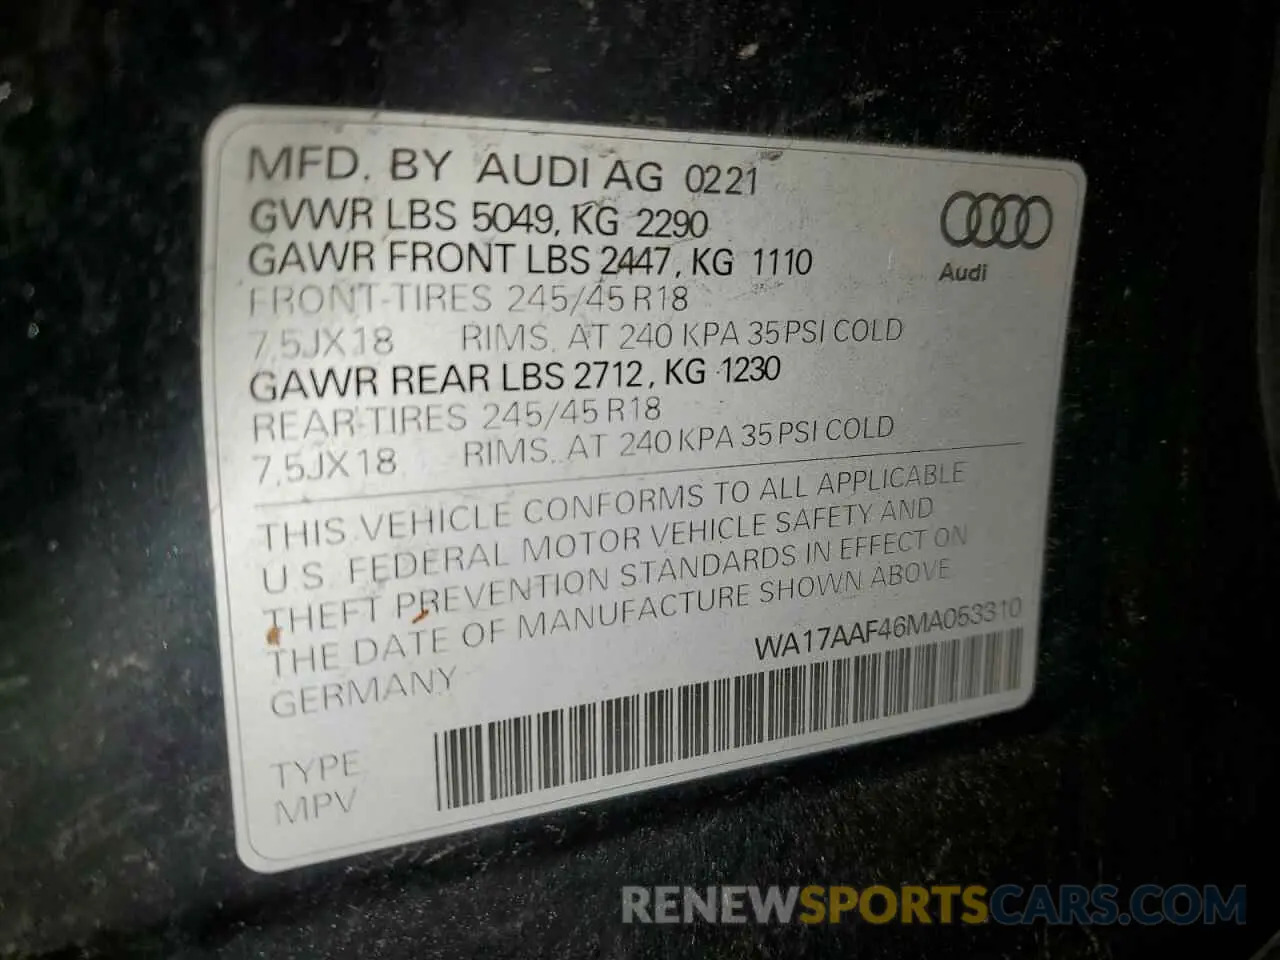 MFD. BY AUDI AG 0221
GVWR LBS 5049, KG 2290
GAWR FRONT LBS 2447, KG 1110
FRONT-TIRES 245/45 R18
7,5JX18 RIMS. AT 240 KPA 35 PSI COLD
GAWR REAR LBS 2712, KG 1230
REAR-TIRES 245/45 R18
7,5JX18 RIMS. AT 240 KPA 35 PSI COLD
Audi
THIS VEHICLE CONFORMS TO ALL APPLICABLE
U.S. FEDERAL MOTOR VEHICLE SAFETY AND
THEFT PREVENTION STANDARDS IN EFFECT ON
THE DATE OF MANUFACTURE SHOWN ABOVE
GERMANY
WA17AAF46MA053310
TYPE
MPV
RENEWSPORTSCARS.COM